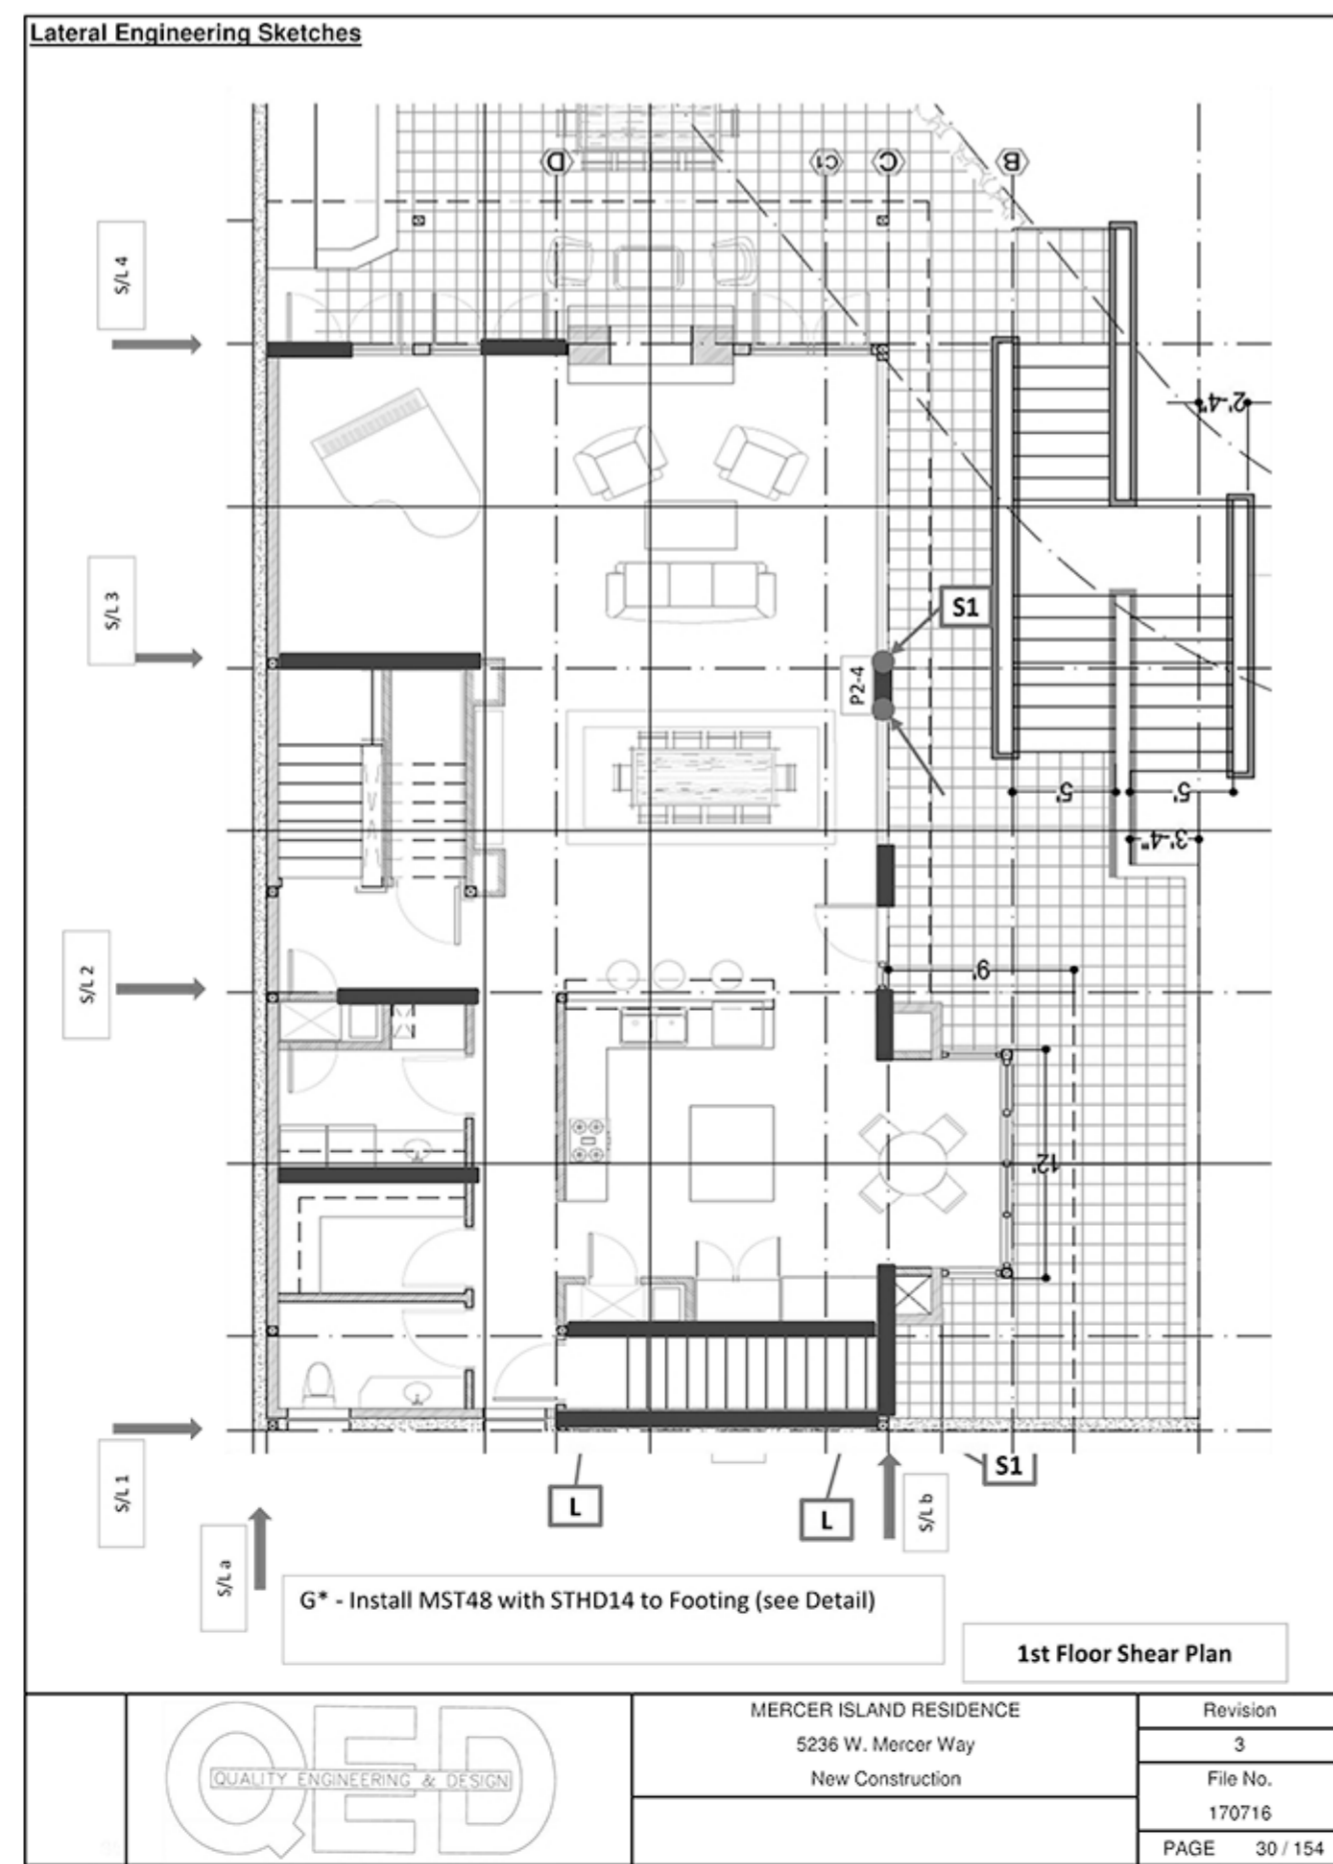 Lateral Engineering Sketches
D
C1
C
B
S/L 4
2'-4"
S/L 3
S1
P2-4
5'
5'
3'-4"
S/L 2
9'
12'
S/L 1
L
L
S1
S/L b
S/L a
G* - Install MST48 with STHD14 to Footing (see Detail)
1st Floor Shear Plan
QED
QUALITY ENGINEERING & DESIGN
MERCER ISLAND RESIDENCE
5236 W. Mercer Way
New Construction
Revision
3
File No.
170716
PAGE 30 / 154